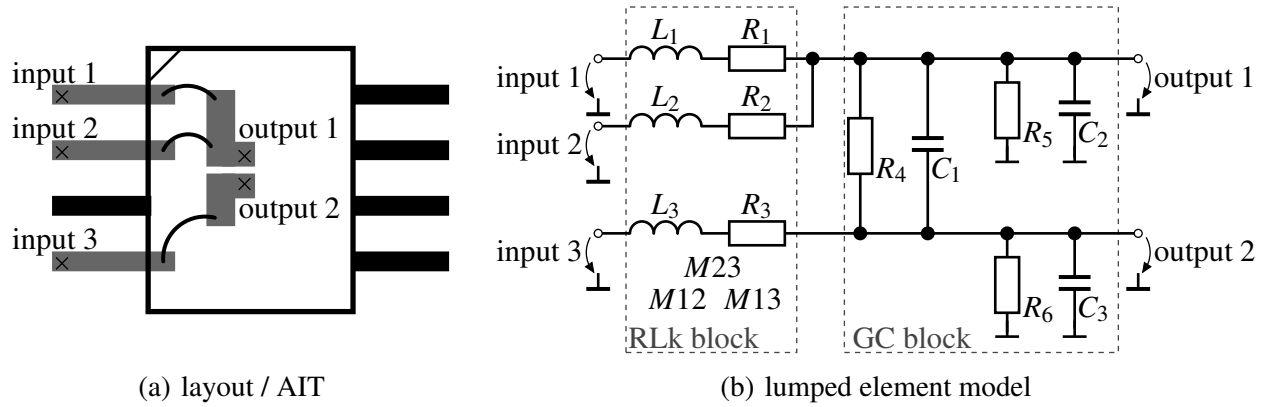 input 1
input 2
output 1
output 2
input 3
(a) layout / AIT
L1 R1
input 1
output 1
L2 R2
input 2
R4 C1 R5 C2
L3 R3
input 3
output 2
M23
M12 M13
R6 C3
RLk block
GC block
(b) lumped element model